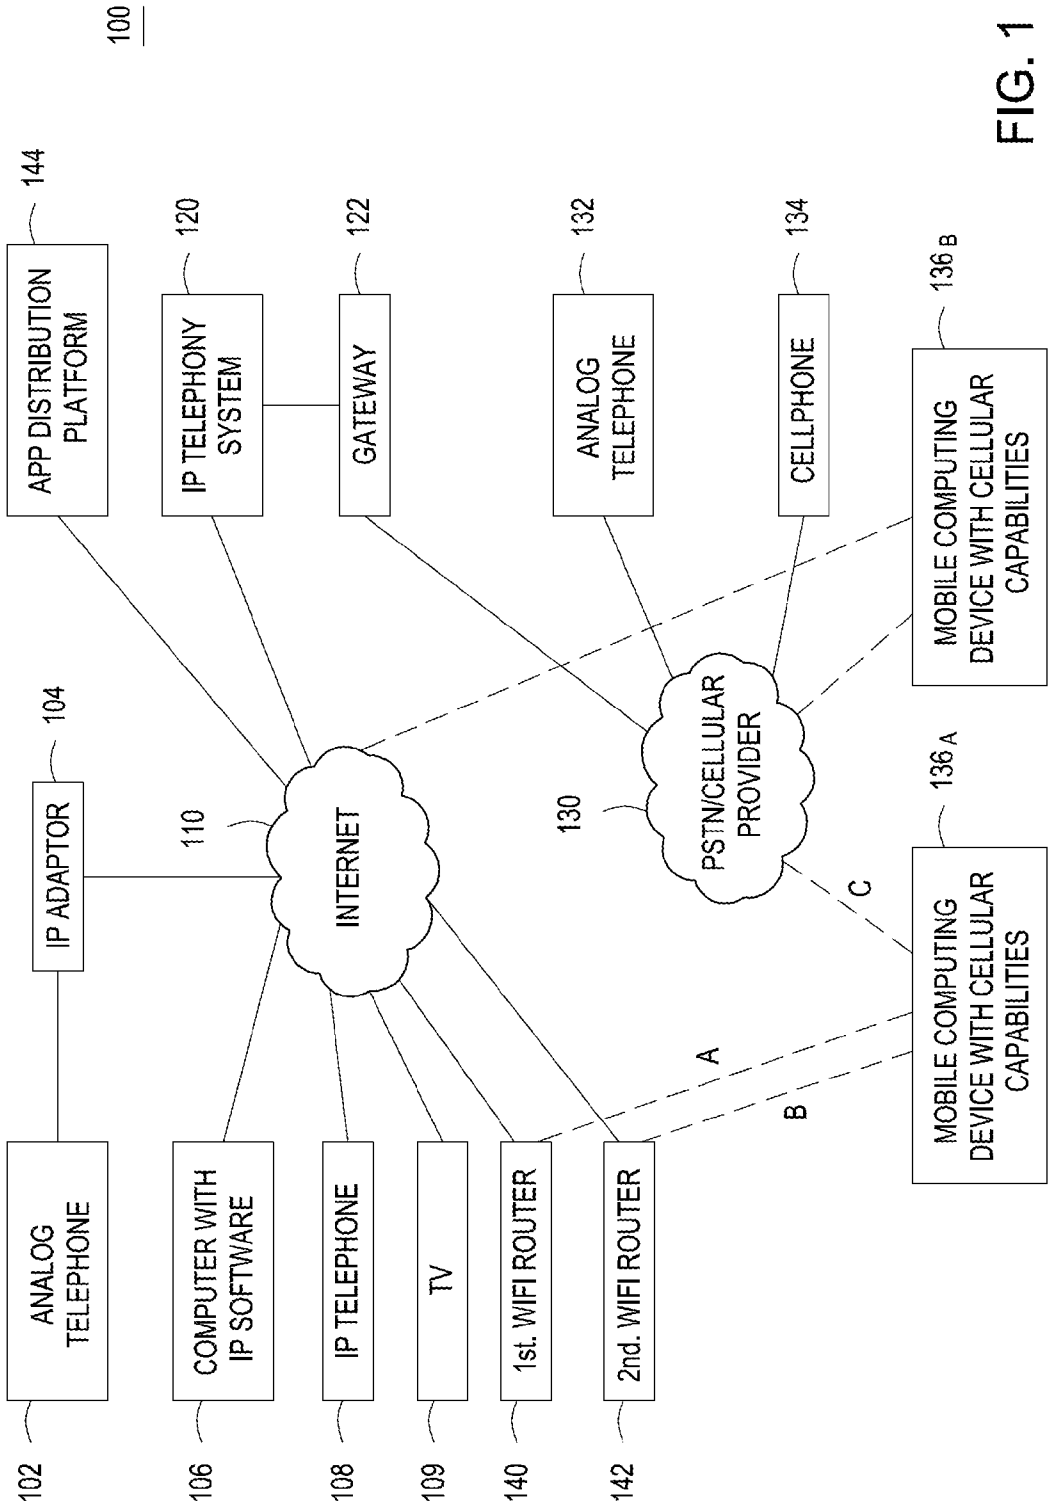 100
102
ANALOG
TELEPHONE
104
IP ADAPTOR
144
APP DISTRIBUTION
PLATFORM
106
COMPUTER WITH
IP SOFTWARE
110
120
IP TELEPHONY
SYSTEM
108
IP TELEPHONE
INTERNET
122
GATEWAY
109
TV
140
1st. WIFI ROUTER
142
2nd. WIFI ROUTER
130
PSTN/CELLULAR
PROVIDER
132
ANALOG
TELEPHONE
134
CELLPHONE
A
B
C
136 A
MOBILE COMPUTING
DEVICE WITH CELLULAR
CAPABILITIES
136 B
MOBILE COMPUTING
DEVICE WITH CELLULAR
CAPABILITIES
FIG. 1